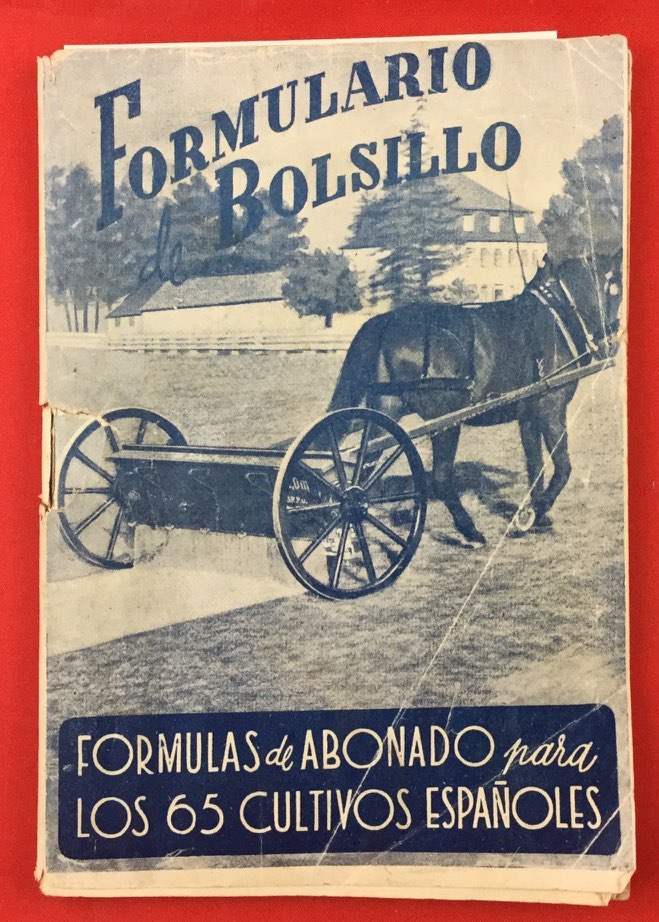 FORMULARIO
de BOLSILLO
FORMULAS de ABONADO para
LOS 65 CULTIVOS ESPAÑOLES